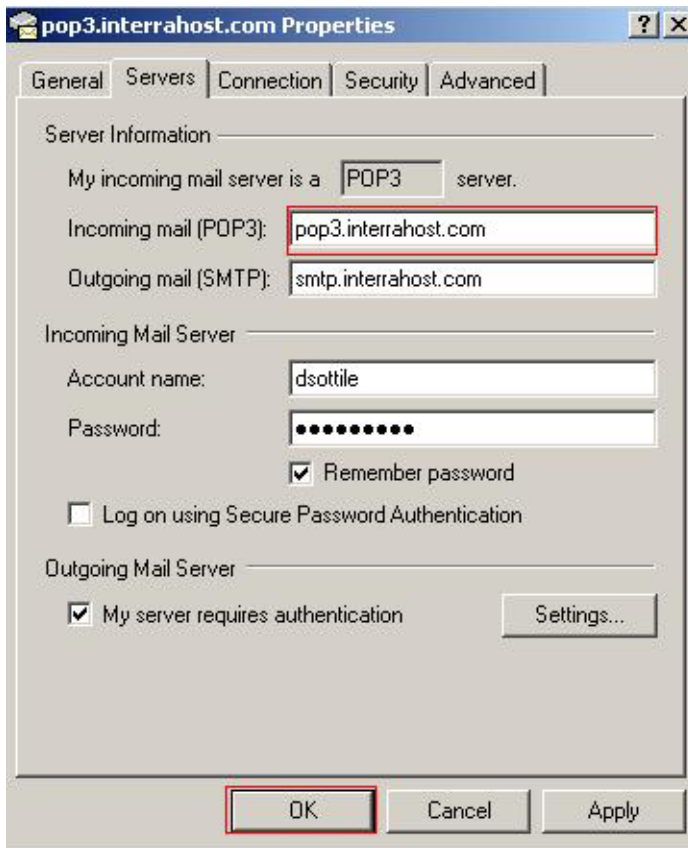 pop3.interrahost.com Properties
General Servers Connection Security Advanced
Server Information
My incoming mail server is a POP3 server.
Incoming mail (POP3): pop3.interrahost.com
Outgoing mail (SMTP): smtp.interrahost.com
Incoming Mail Server
Account name: dsottile
Password: ●●●●●●●●●
Remember password
Log on using Secure Password Authentication
Outgoing Mail Server
My server requires authentication Settings...
OK Cancel Apply